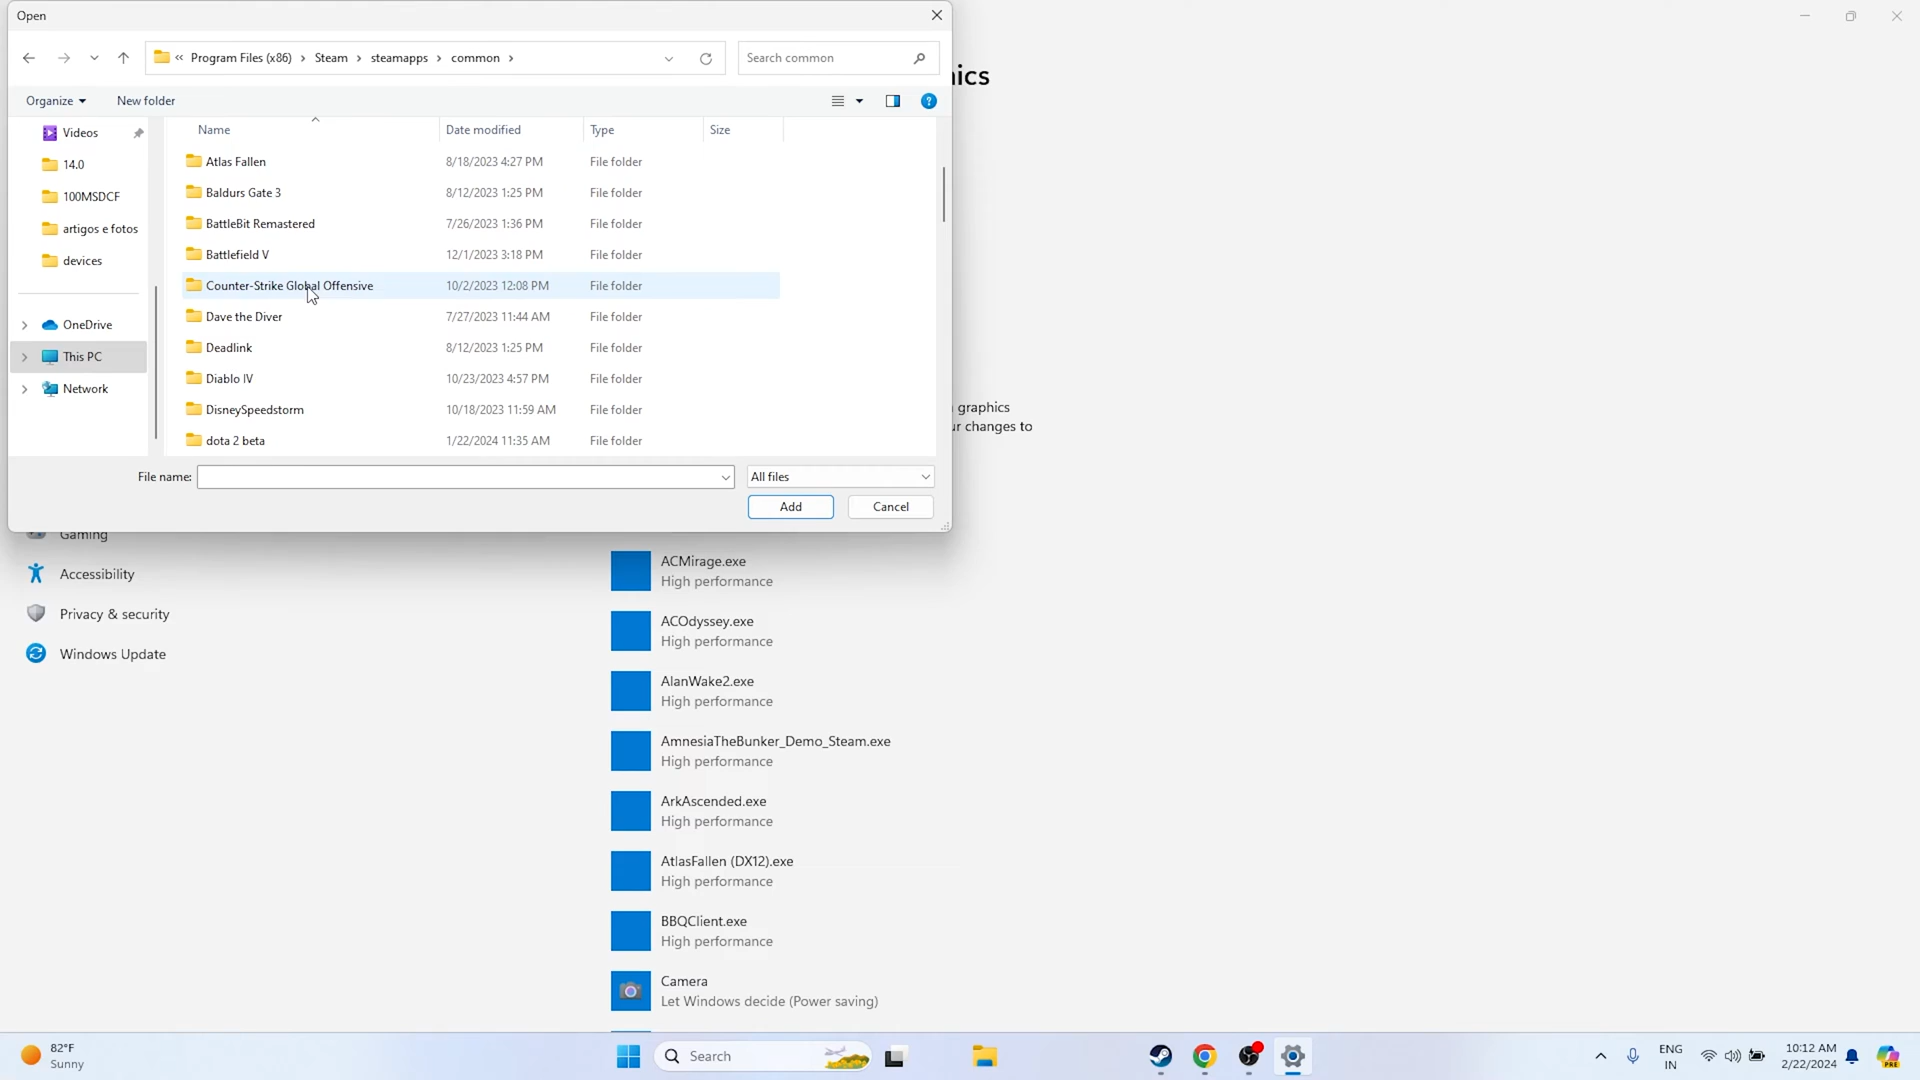 Open
« Program Files (x86) › Steam › steamapps › common ›
Search common
Organize
New folder
Name
Date modified
Type
Size
Videos
14.0
100MSDCF
artigos e fotos
devices
OneDrive
This PC
Network
Atlas Fallen 8/18/2023 4:27 PM File folder
Baldurs Gate 3 8/12/2023 1:25 PM File folder
BattleBit Remastered 7/26/2023 1:36 PM File folder
Battlefield V 12/1/2023 3:18 PM File folder
Counter-Strike Global Offensive 10/2/2023 12:08 PM File folder
Dave the Diver 7/27/2023 11:44 AM File folder
Deadlink 8/12/2023 1:25 PM File folder
Diablo IV 10/23/2023 4:57 PM File folder
DisneySpeedstorm 10/18/2023 11:59 AM File folder
dota 2 beta 1/22/2024 11:35 AM File folder
File name:
All files
Add
Cancel
ics
graphics
ur changes to
Gaming
Accessibility
Privacy & security
Windows Update
ACMirage.exe
High performance
ACOdyssey.exe
High performance
AlanWake2.exe
High performance
AmnesiaTheBunker_Demo_Steam.exe
High performance
ArkAscended.exe
High performance
AtlasFallen (DX12).exe
High performance
BBQClient.exe
High performance
Camera
Let Windows decide (Power saving)
82°F
Sunny
Search
ENG
IN
10:12 AM
2/22/2024
PRE